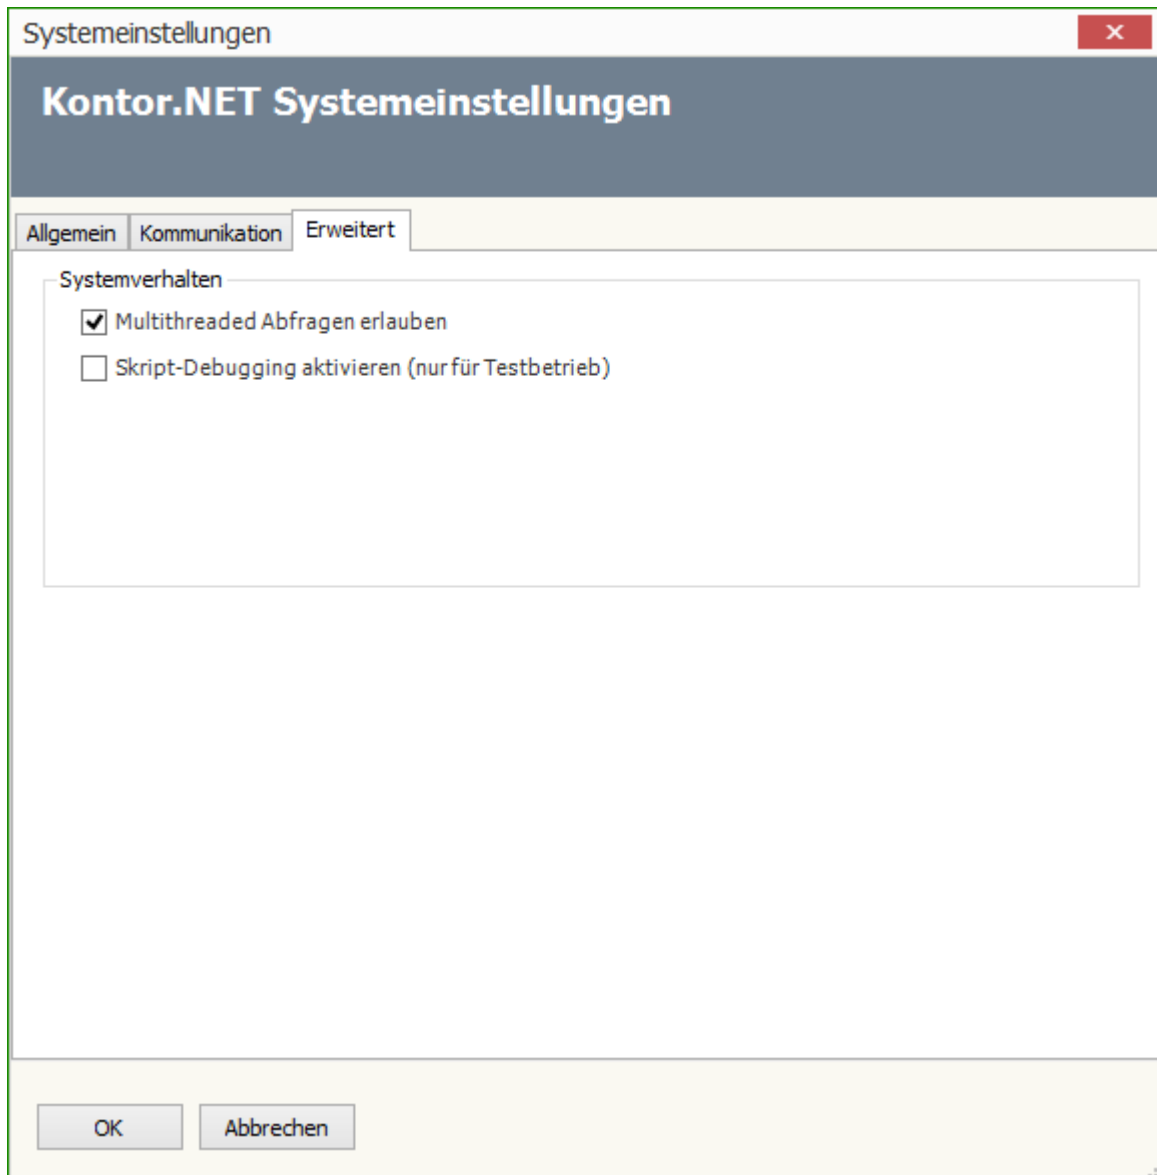 Systemeinstellungen
Kontor.NET Systemeinstellungen
Allgemein Kommunikation Erweitert
Systemverhalten
Multithreaded Abfragen erlauben
Skript-Debugging aktivieren (nur für Testbetrieb)
OK Abbrechen